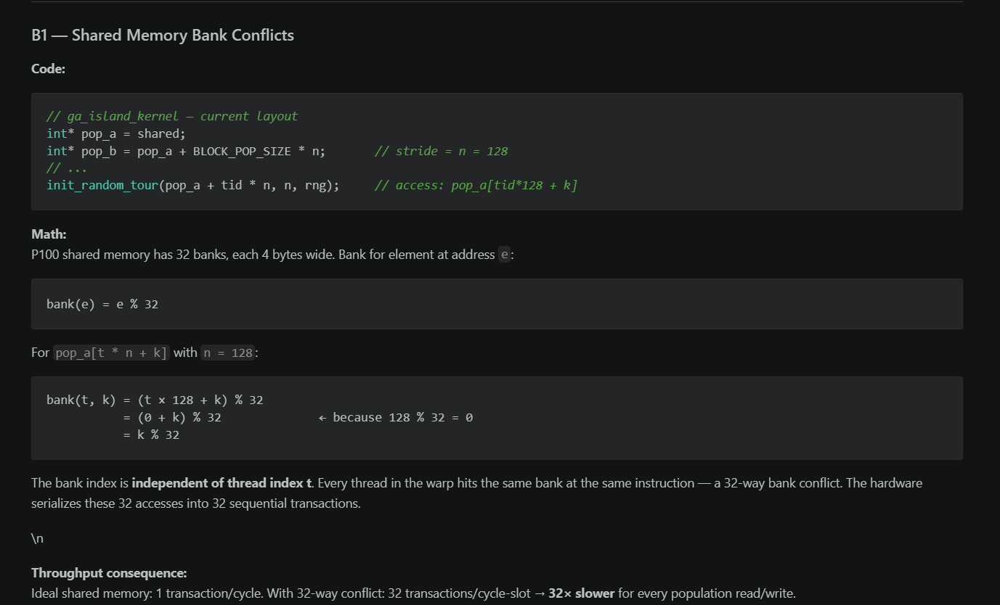 B1 — Shared Memory Bank Conflicts
Code:
// ga_island_kernel — current layout
int* pop_a = shared;
int* pop_b = pop_a + BLOCK_POP_SIZE * n;      // stride = n = 128
// ...
init_random_tour(pop_a + tid * n, n, rng);    // access: pop_a[tid*128 + k]
Math:
P100 shared memory has 32 banks, each 4 bytes wide. Bank for element at address e:
bank(e) = e % 32
For pop_a[t * n + k] with n = 128:
bank(t, k) = (t × 128 + k) % 32
= (0 + k) % 32            ← because 128 % 32 = 0
= k % 32
The bank index is independent of thread index t. Every thread in the warp hits the same bank at the same instruction — a 32-way bank conflict. The hardware
serializes these 32 accesses into 32 sequential transactions.
\n
Throughput consequence:
Ideal shared memory: 1 transaction/cycle. With 32-way conflict: 32 transactions/cycle-slot → 32× slower for every population read/write.